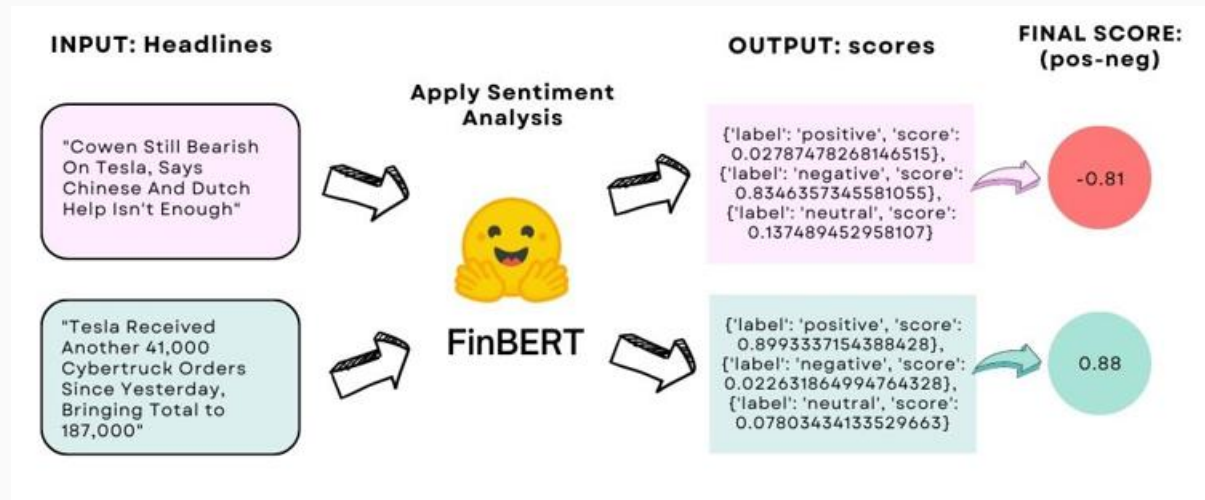 INPUT: Headlines
"Cowen Still Bearish
On Tesla, Says
Chinese And Dutch
Help Isn't Enough"
"Tesla Received
Another 41,000
Cybertruck Orders
Since Yesterday,
Bringing Total to
187,000"
Apply Sentiment
Analysis
FinBERT
OUTPUT: scores
{'label': 'positive', 'score':
0.02787478268146515},
{'label': 'negative', 'score':
0.8346357345581055},
{'label': 'neutral', 'score':
0.137489452958107}
{'label': 'positive', 'score':
0.8993337154388428},
{'label': 'negative', 'score':
0.022631864994764328},
{'label': 'neutral', 'score':
0.07803434133529663}
FINAL SCORE:
(pos-neg)
-0.81
0.88